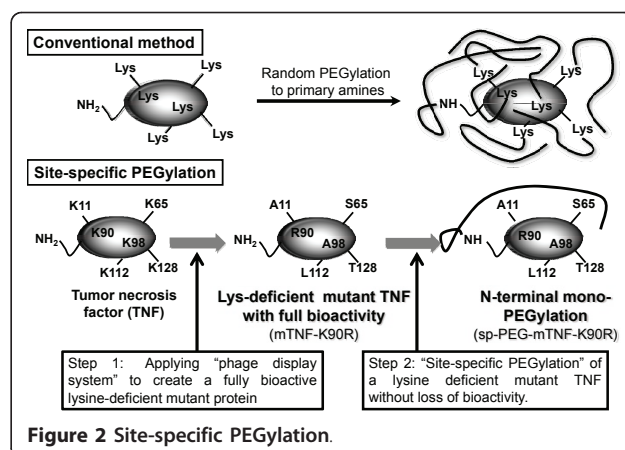 Conventional method
Lys
Lys
Lys
Lys
NH2
Lys
Lys
Random PEGylation
to primary amines
Lys
Lys
NH
Lys
Lys
Lys
Lys
Site-specific PEGylation
K11
K65
K90
K98
NH2
K112
K128
Tumor necrosis
factor (TNF)
A11
S65
R90
A98
NH2
L112
T128
Lys-deficient mutant TNF
with full bioactivity
(mTNF-K90R)
A11
S65
R90
A98
NH
L112
T128
N-terminal mono-
PEGylation
(sp-PEG-mTNF-K90R)
Step 1: Applying “phage display
system” to create a fully bioactive
lysine-deficient mutant protein
Step 2: “Site-specific PEGylation” of
a lysine deficient mutant TNF
without loss of bioactivity.
Figure 2 Site-specific PEGylation.